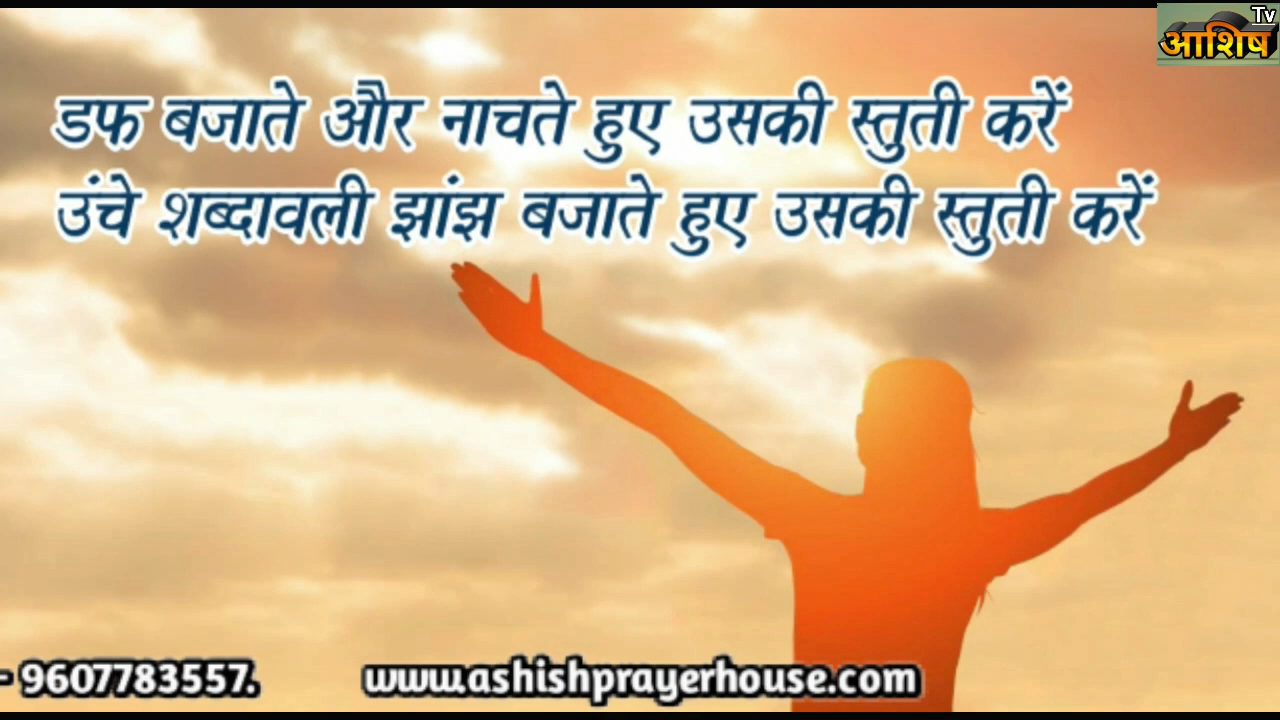 Tv
आशिष
डफ बजाते और नाचते हुए उसकी स्तुती करें
उंचे शब्दावली झांझ बजाते हुए उसकी स्तुती करें
- 9607783557. www.ashishprayerhouse.com